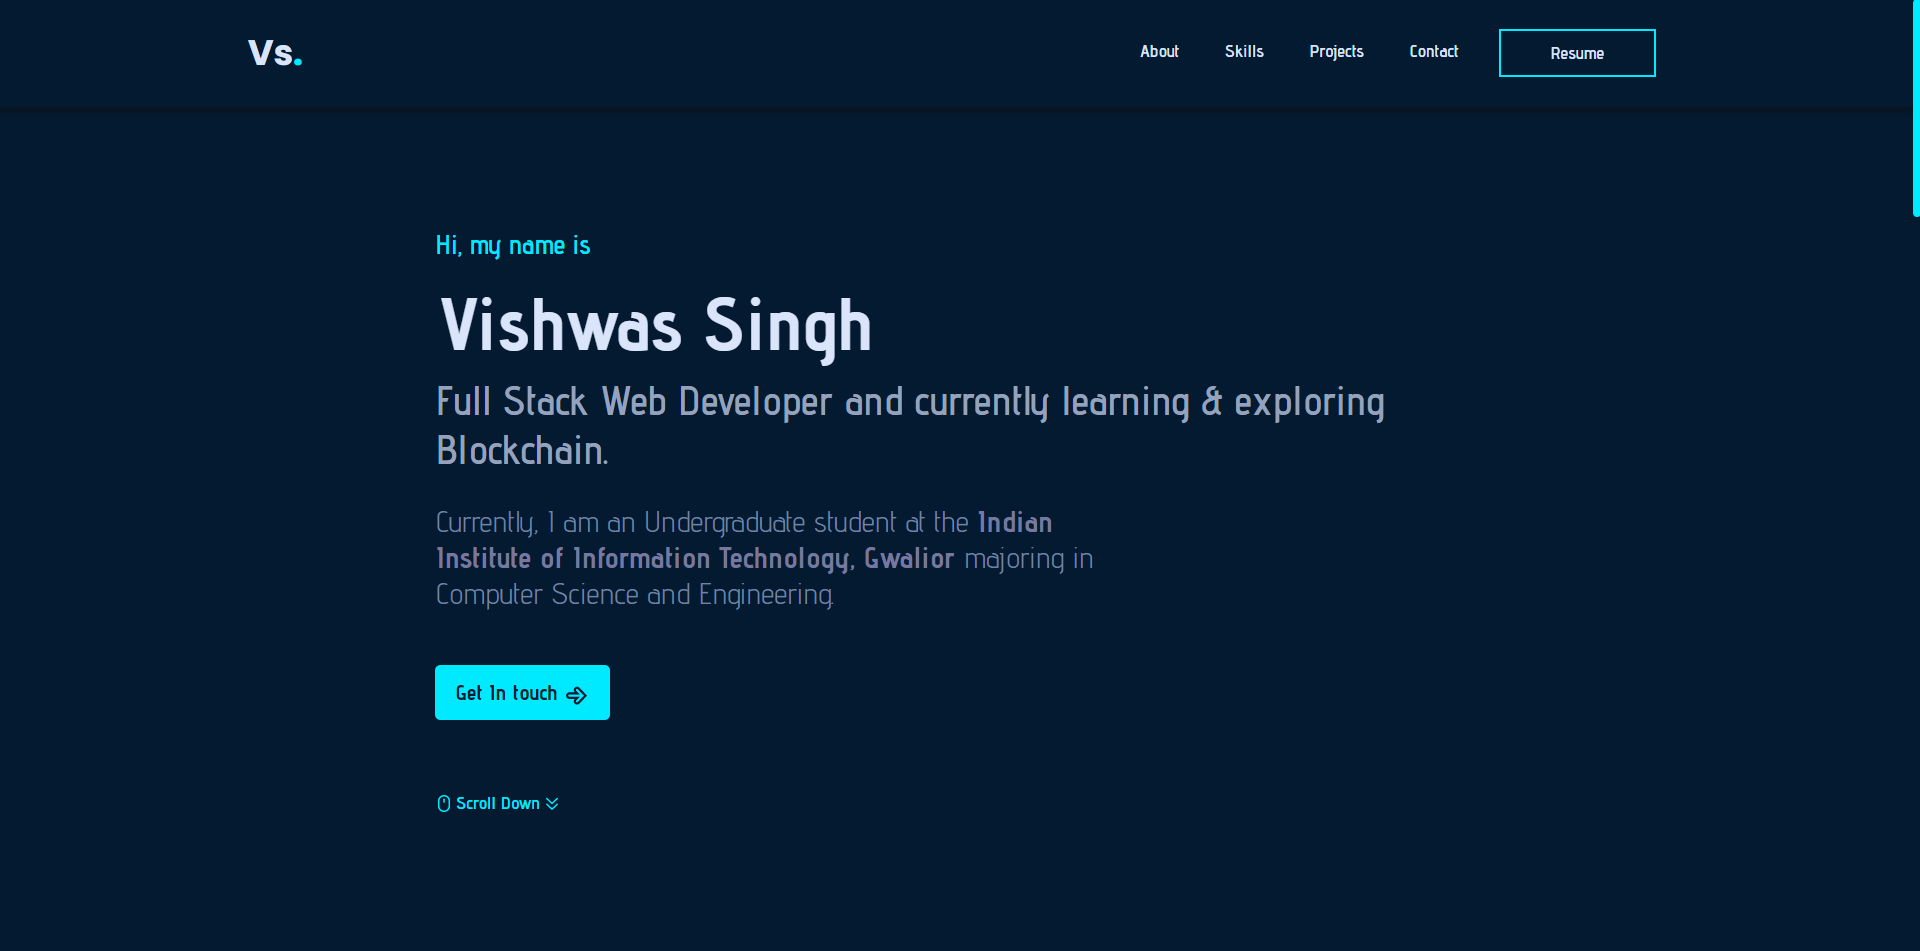 Vs.
About
Skills
Projects
Contact
Resume
Hi, my name is
Vishwas Singh
Full Stack Web Developer and currently learning & exploring
Blockchain.
Currently, I am an Undergraduate student at the Indian
Institute of Information Technology, Gwalior majoring in
Computer Science and Engineering.
Get In touch
Scroll Down